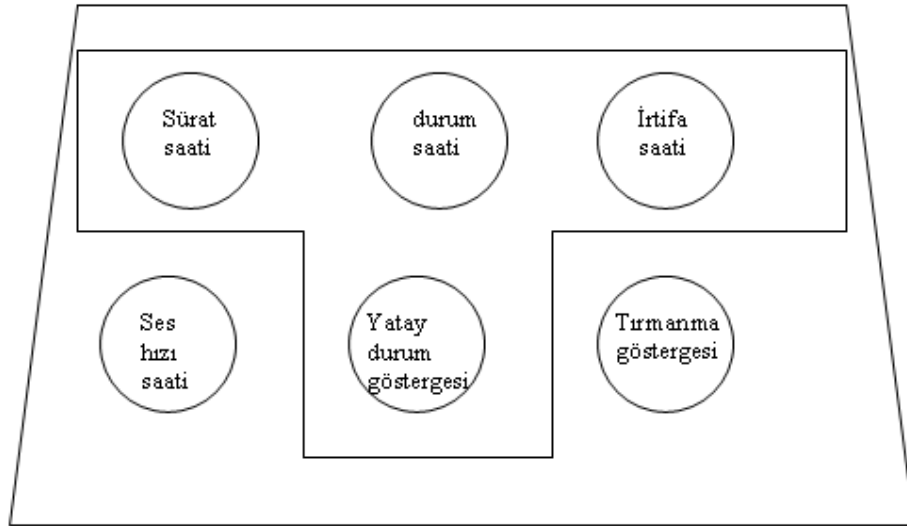 Sürat
saati
durum
saati
İrtifa
saati
Ses
hızı
saati
Yatay
durum
göstergesi
Tırmanma
göstergesi